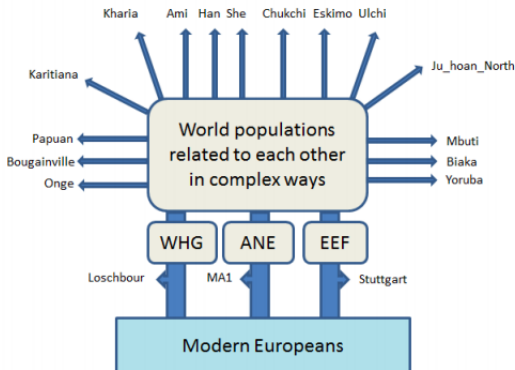 Kharia Ami Han She Chukchi Eskimo Ulchi
Ju_hoan_North
Karitiana
World populations
related to each other
in complex ways
Papuan
Bougainville
Onge
Mbuti
Biaka
Yoruba
WHG ANE EEF
Loschbour MA1 Stuttgart
Modern Europeans